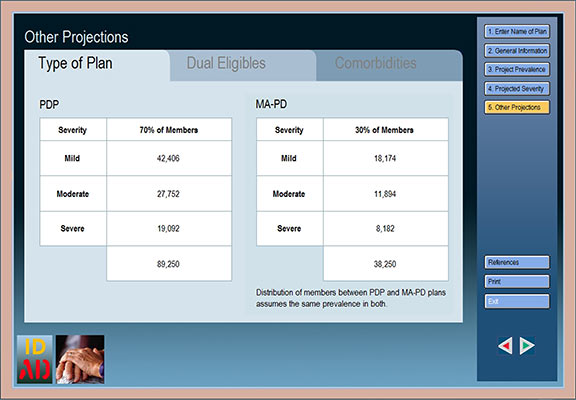 Other Projections
Type of Plan
Dual Eligibles
Comorbidities
PDP
Severity 70% of Members
Mild 42,406
Moderate 27,752
Severe 19,092
89,250
MA-PD
Severity 30% of Members
Mild 18,174
Moderate 11,894
Severe 8,182
38,250
Distribution of members between PDP and MA-PD plans
assumes the same prevalence in both.
1. Enter Name of Plan
2. General Information
3. Project Prevalence
4. Projected Severity
5. Other Projections
References
Print
Exit
ID
AD